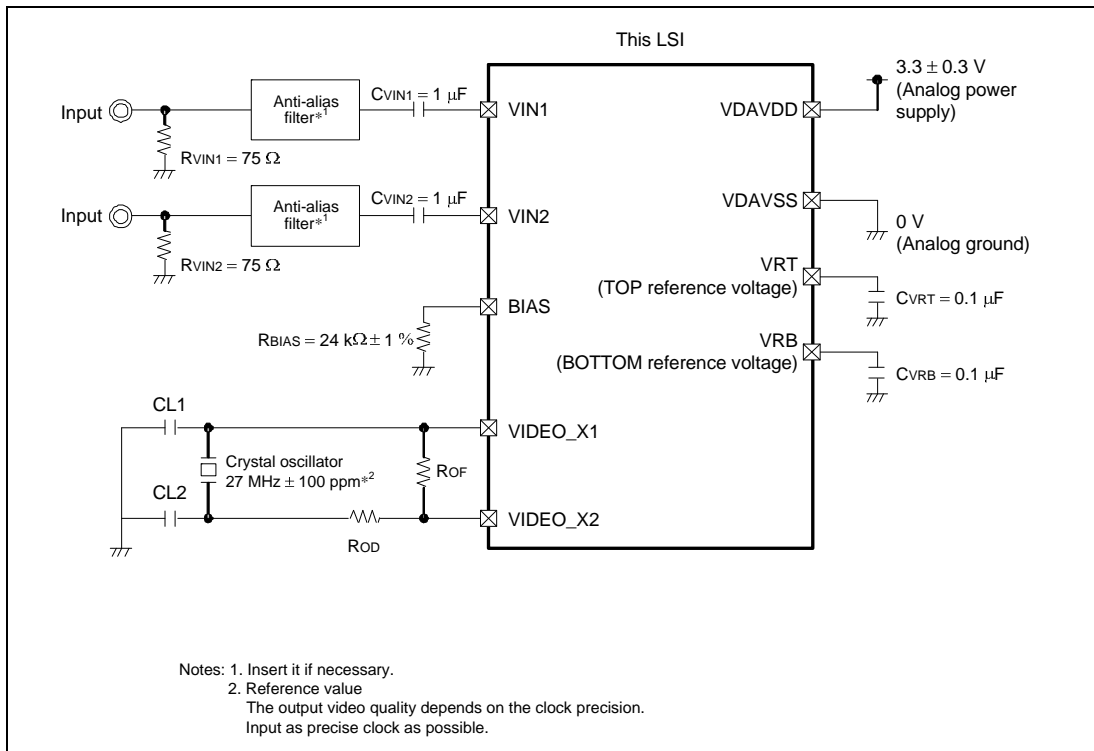 This LSI
Input
Anti-alias
filter*1
CVIN1 = 1 μF
RVIN1 = 75 Ω
VIN1
Input
Anti-alias
filter*1
CVIN2 = 1 μF
RVIN2 = 75 Ω
VIN2
BIAS
RBIAS = 24 kΩ ± 1 %
CL1
Crystal oscillator
27 MHz ± 100 ppm*2
CL2
ROF
ROD
VIDEO_X1
VIDEO_X2
VDAVDD
3.3 ± 0.3 V
(Analog power
supply)
VDAVSS
0 V
(Analog ground)
VRT
(TOP reference voltage)
CVRT = 0.1 μF
VRB
(BOTTOM reference voltage)
CVRB = 0.1 μF
Notes: 1. Insert it if necessary.
2. Reference value
The output video quality depends on the clock precision.
Input as precise clock as possible.